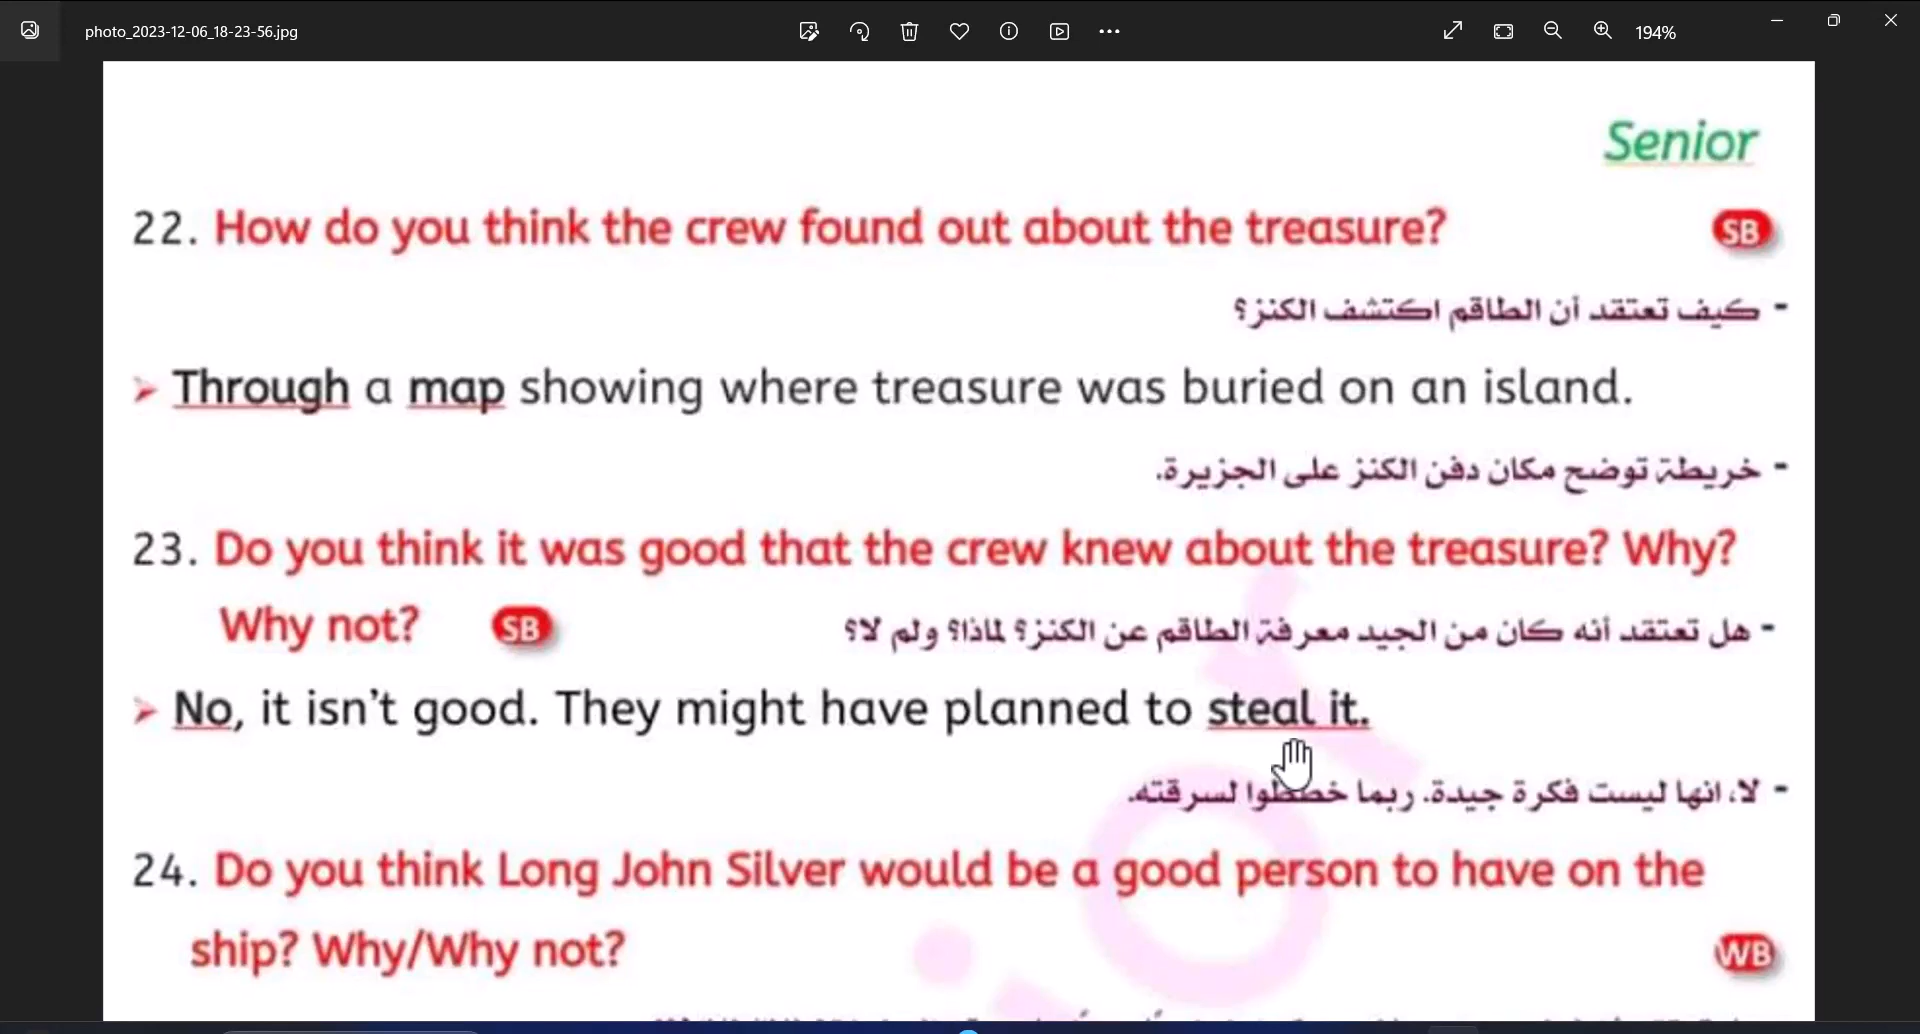 photo_2023-12-06_18-23-56.jpg
194%
Senior
22. How do you think the crew found out about the treasure? SB
- كيف تعتقد أن الطاقم اكتشف الكنز؟
➢ Through a map showing where treasure was buried on an island.
- خريطة توضح مكان دفن الكنز على الجزيرة.
23. Do you think it was good that the crew knew about the treasure? Why?
Why not? SB - هل تعتقد أنه كان من الجيد معرفة الطاقم عن الكنز؟ لماذا؟ ولم لا؟
➢ No, it isn't good. They might have planned to steal it.
- لا، انها ليست فكرة جيدة. ربما خططوا لسرقته.
24. Do you think Long John Silver would be a good person to have on the
ship? Why/Why not? WB